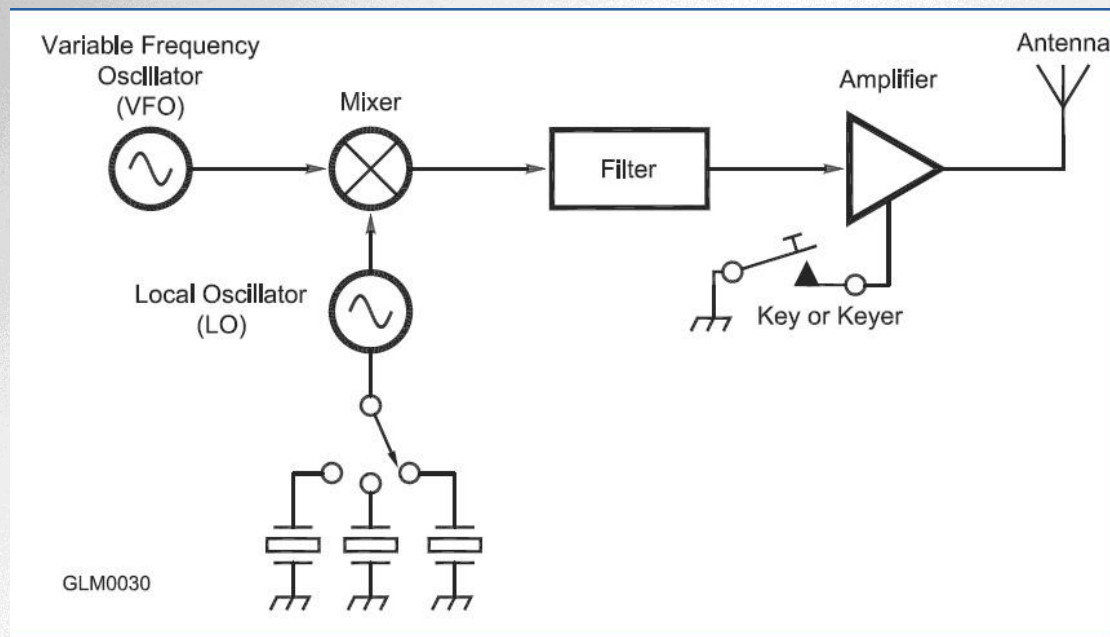 Variable Frequency
Oscillator
(VFO)
Mixer
Amplifier
Antenna
Filter
Local Oscillator
(LO)
Key or Keyer
GLM0030